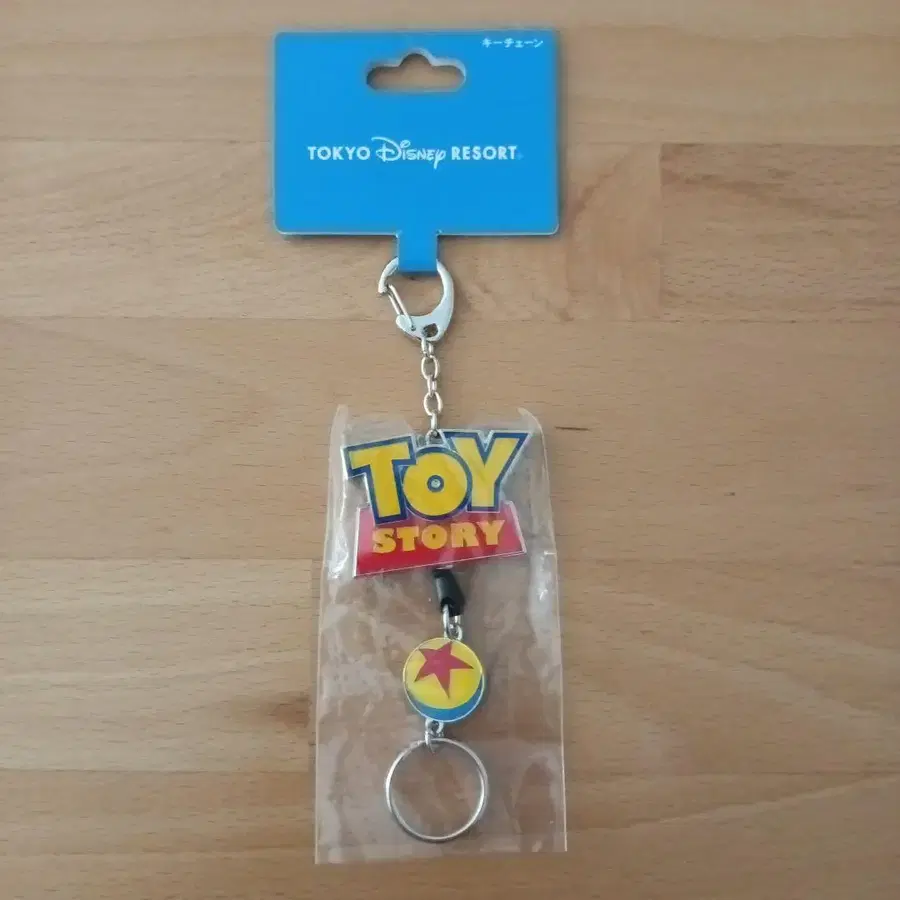 キーチェーン
TOKYO Disney RESORT®
TOY
STORY